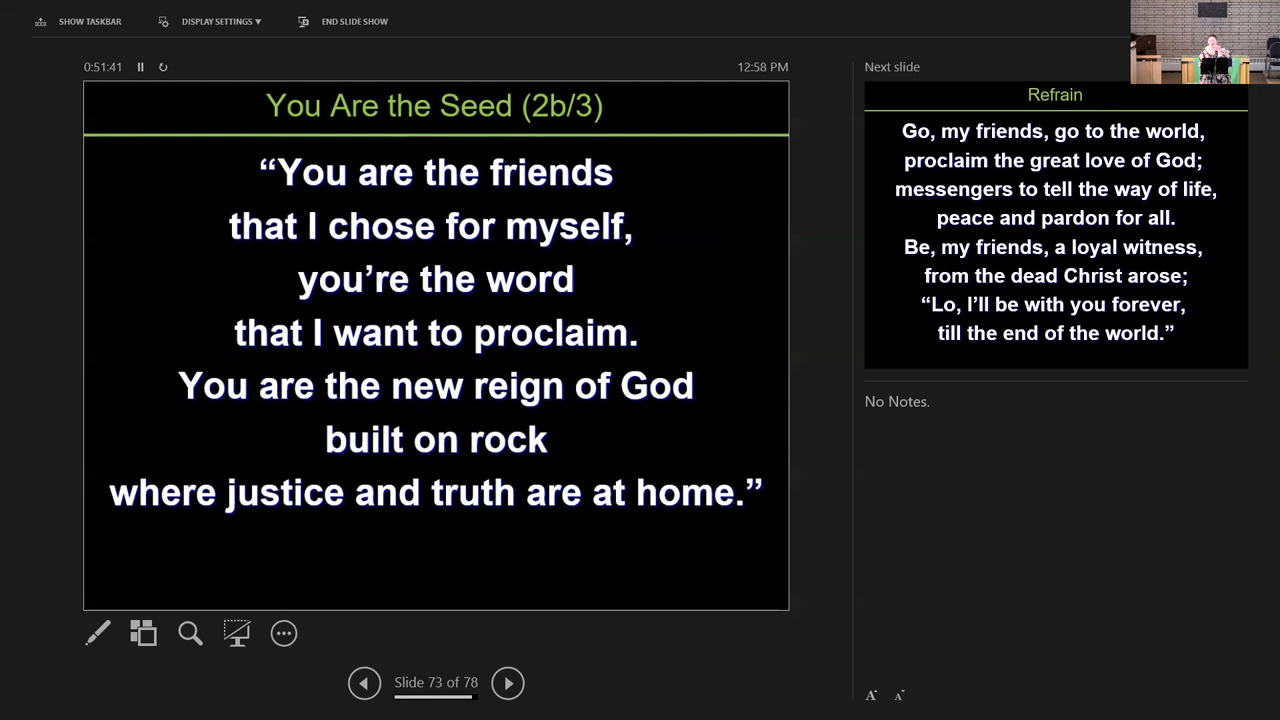 SHOW TASKBAR
DISPLAY SETTINGS ▼
END SLIDE SHOW
0:51:41
12:58 PM
You Are the Seed (2b/3)
“You are the friends
that I chose for myself,
you’re the word
that I want to proclaim.
You are the new reign of God
built on rock
where justice and truth are at home.”
Slide 73 of 78
Next slide
Refrain
Go, my friends, go to the world,
proclaim the great love of God;
messengers to tell the way of life,
peace and pardon for all.
Be, my friends, a loyal witness,
from the dead Christ arose;
“Lo, I’ll be with you forever,
till the end of the world.”
No Notes.
A A